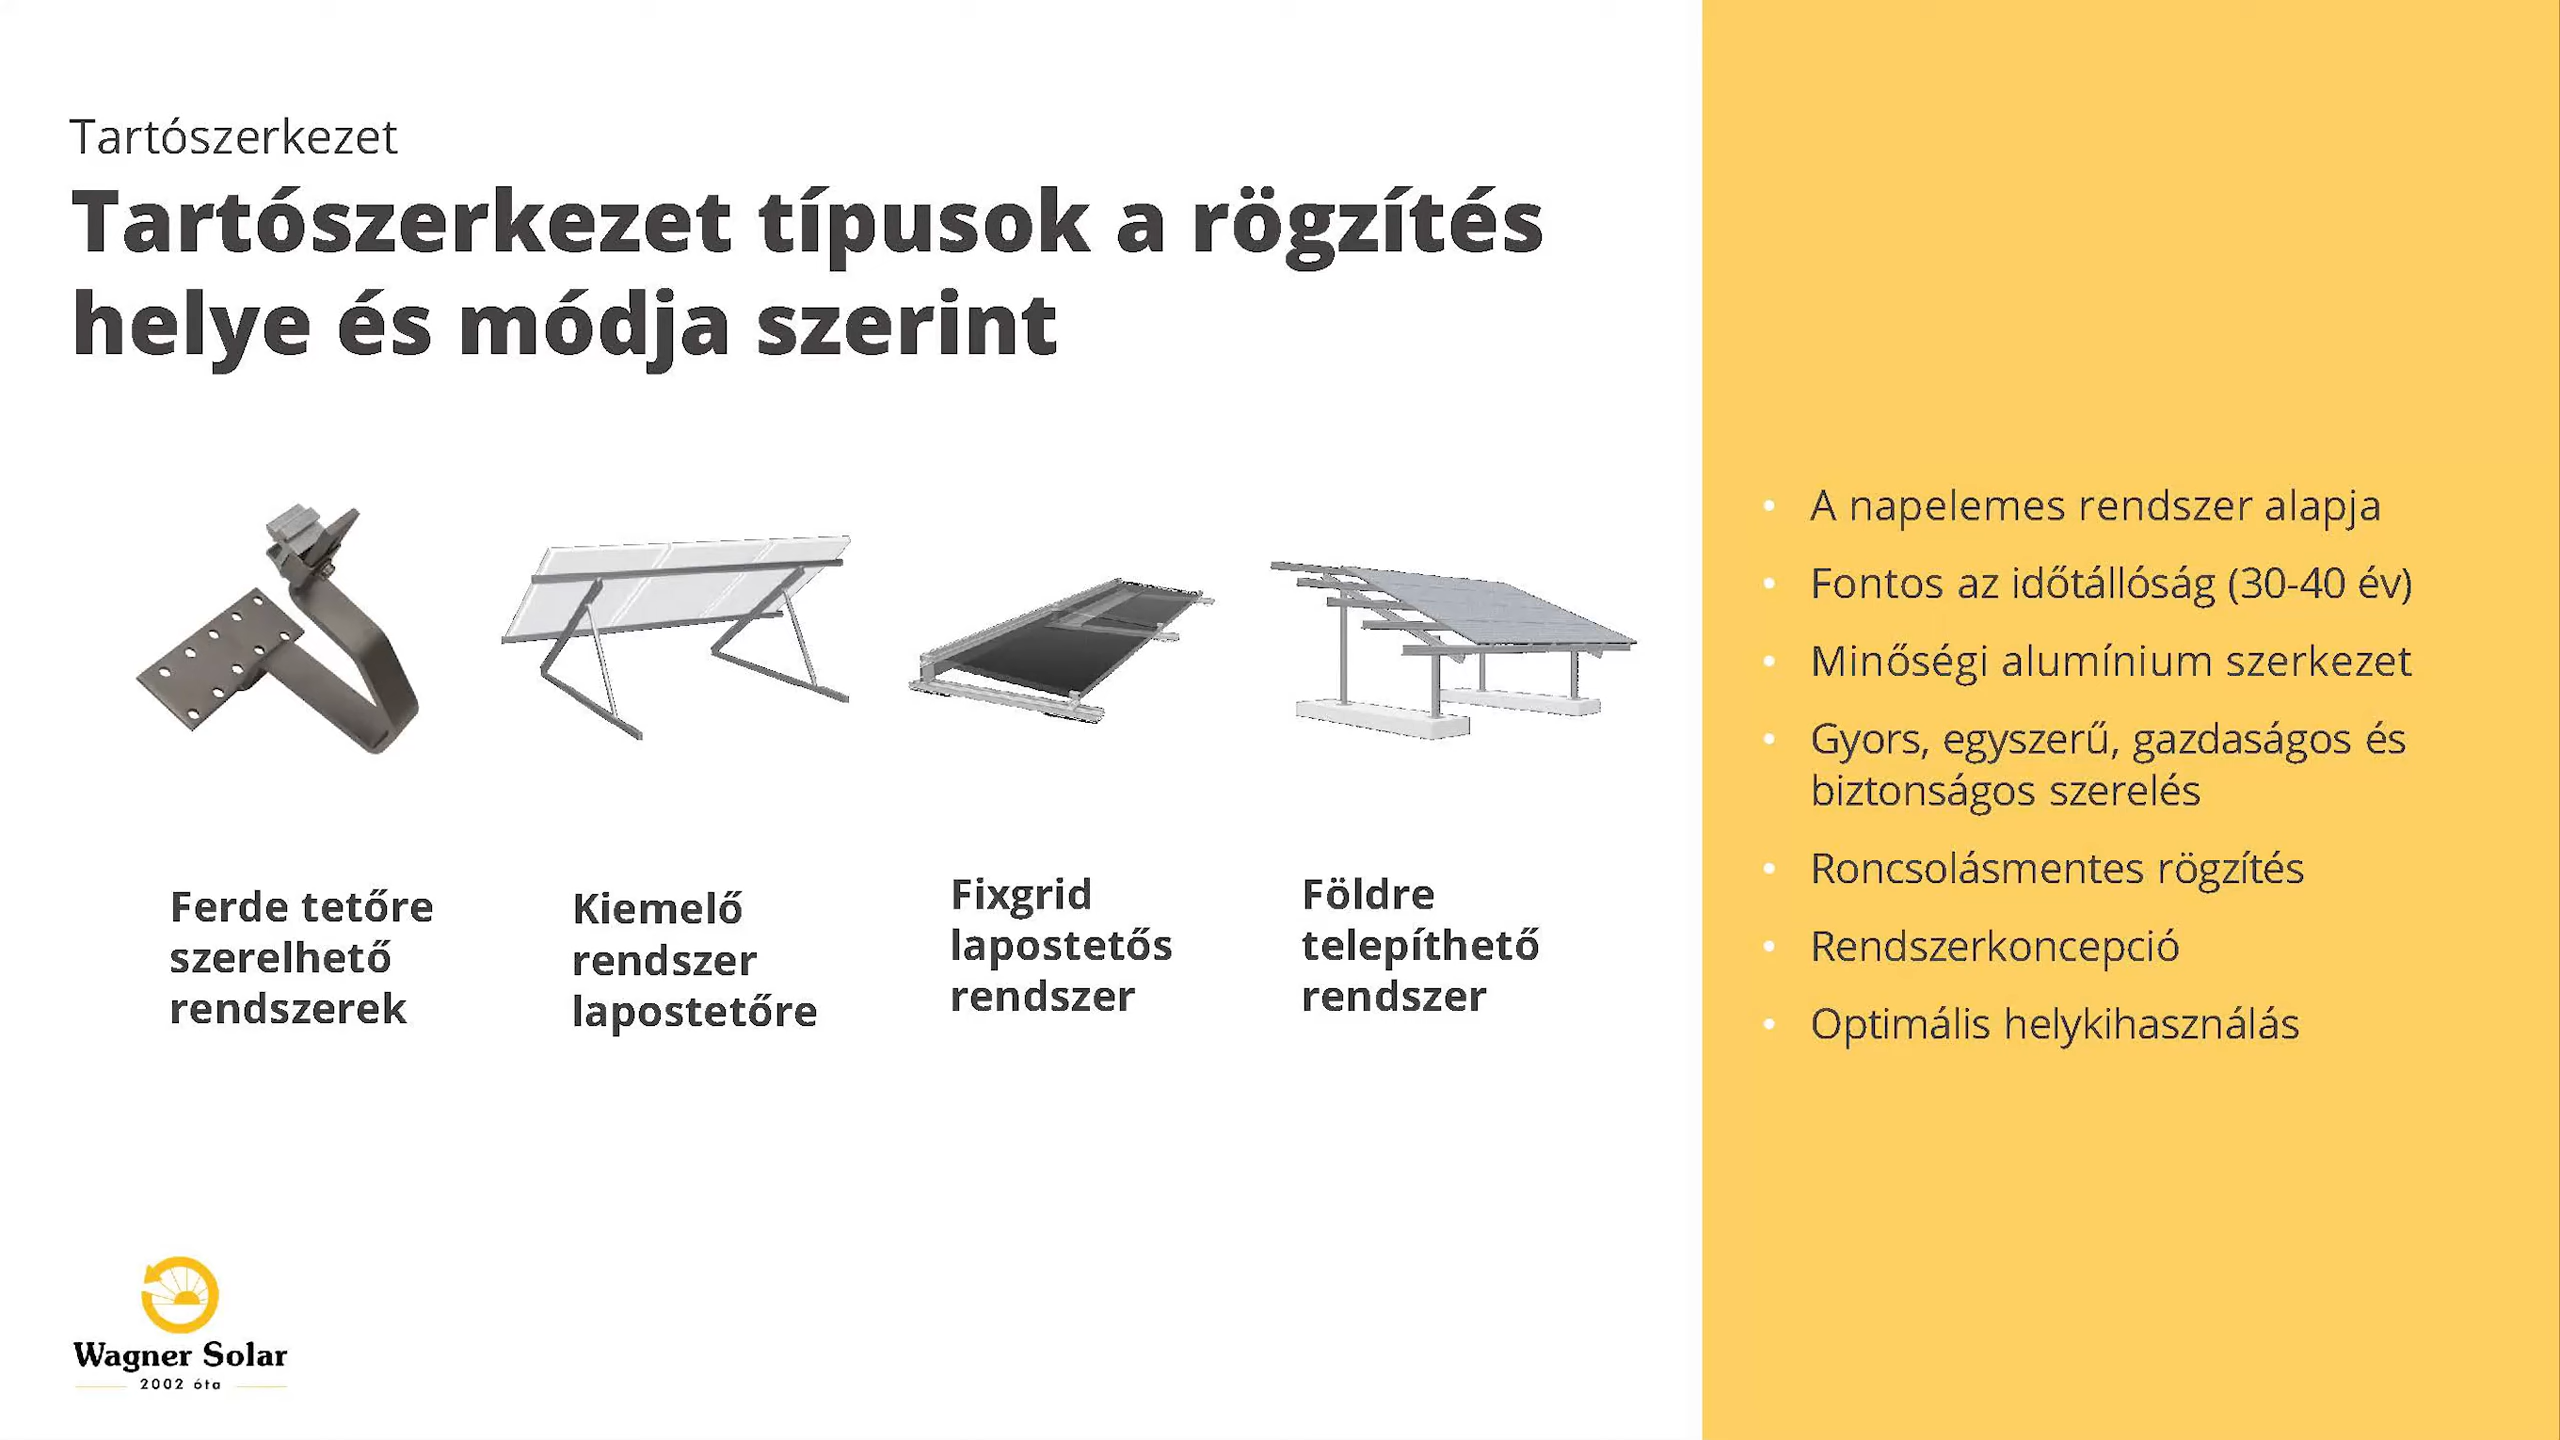 Tartószerkezet
Tartószerkezet típusok a rögzítés
helye és módja szerint
Ferde tetőre
szerelhető
rendszerek
Kiemelő
rendszer
lapostetőre
Fixgrid
lapostetős
rendszer
Földre
telepíthető
rendszer
• A napelemes rendszer alapja
• Fontos az időtállóság (30-40 év)
• Minőségi alumínium szerkezet
• Gyors, egyszerű, gazdaságos és
biztonságos szerelés
• Roncsolásmentes rögzítés
• Rendszerkoncepció
• Optimális helykihasználás
Wagner Solar
2002 óta